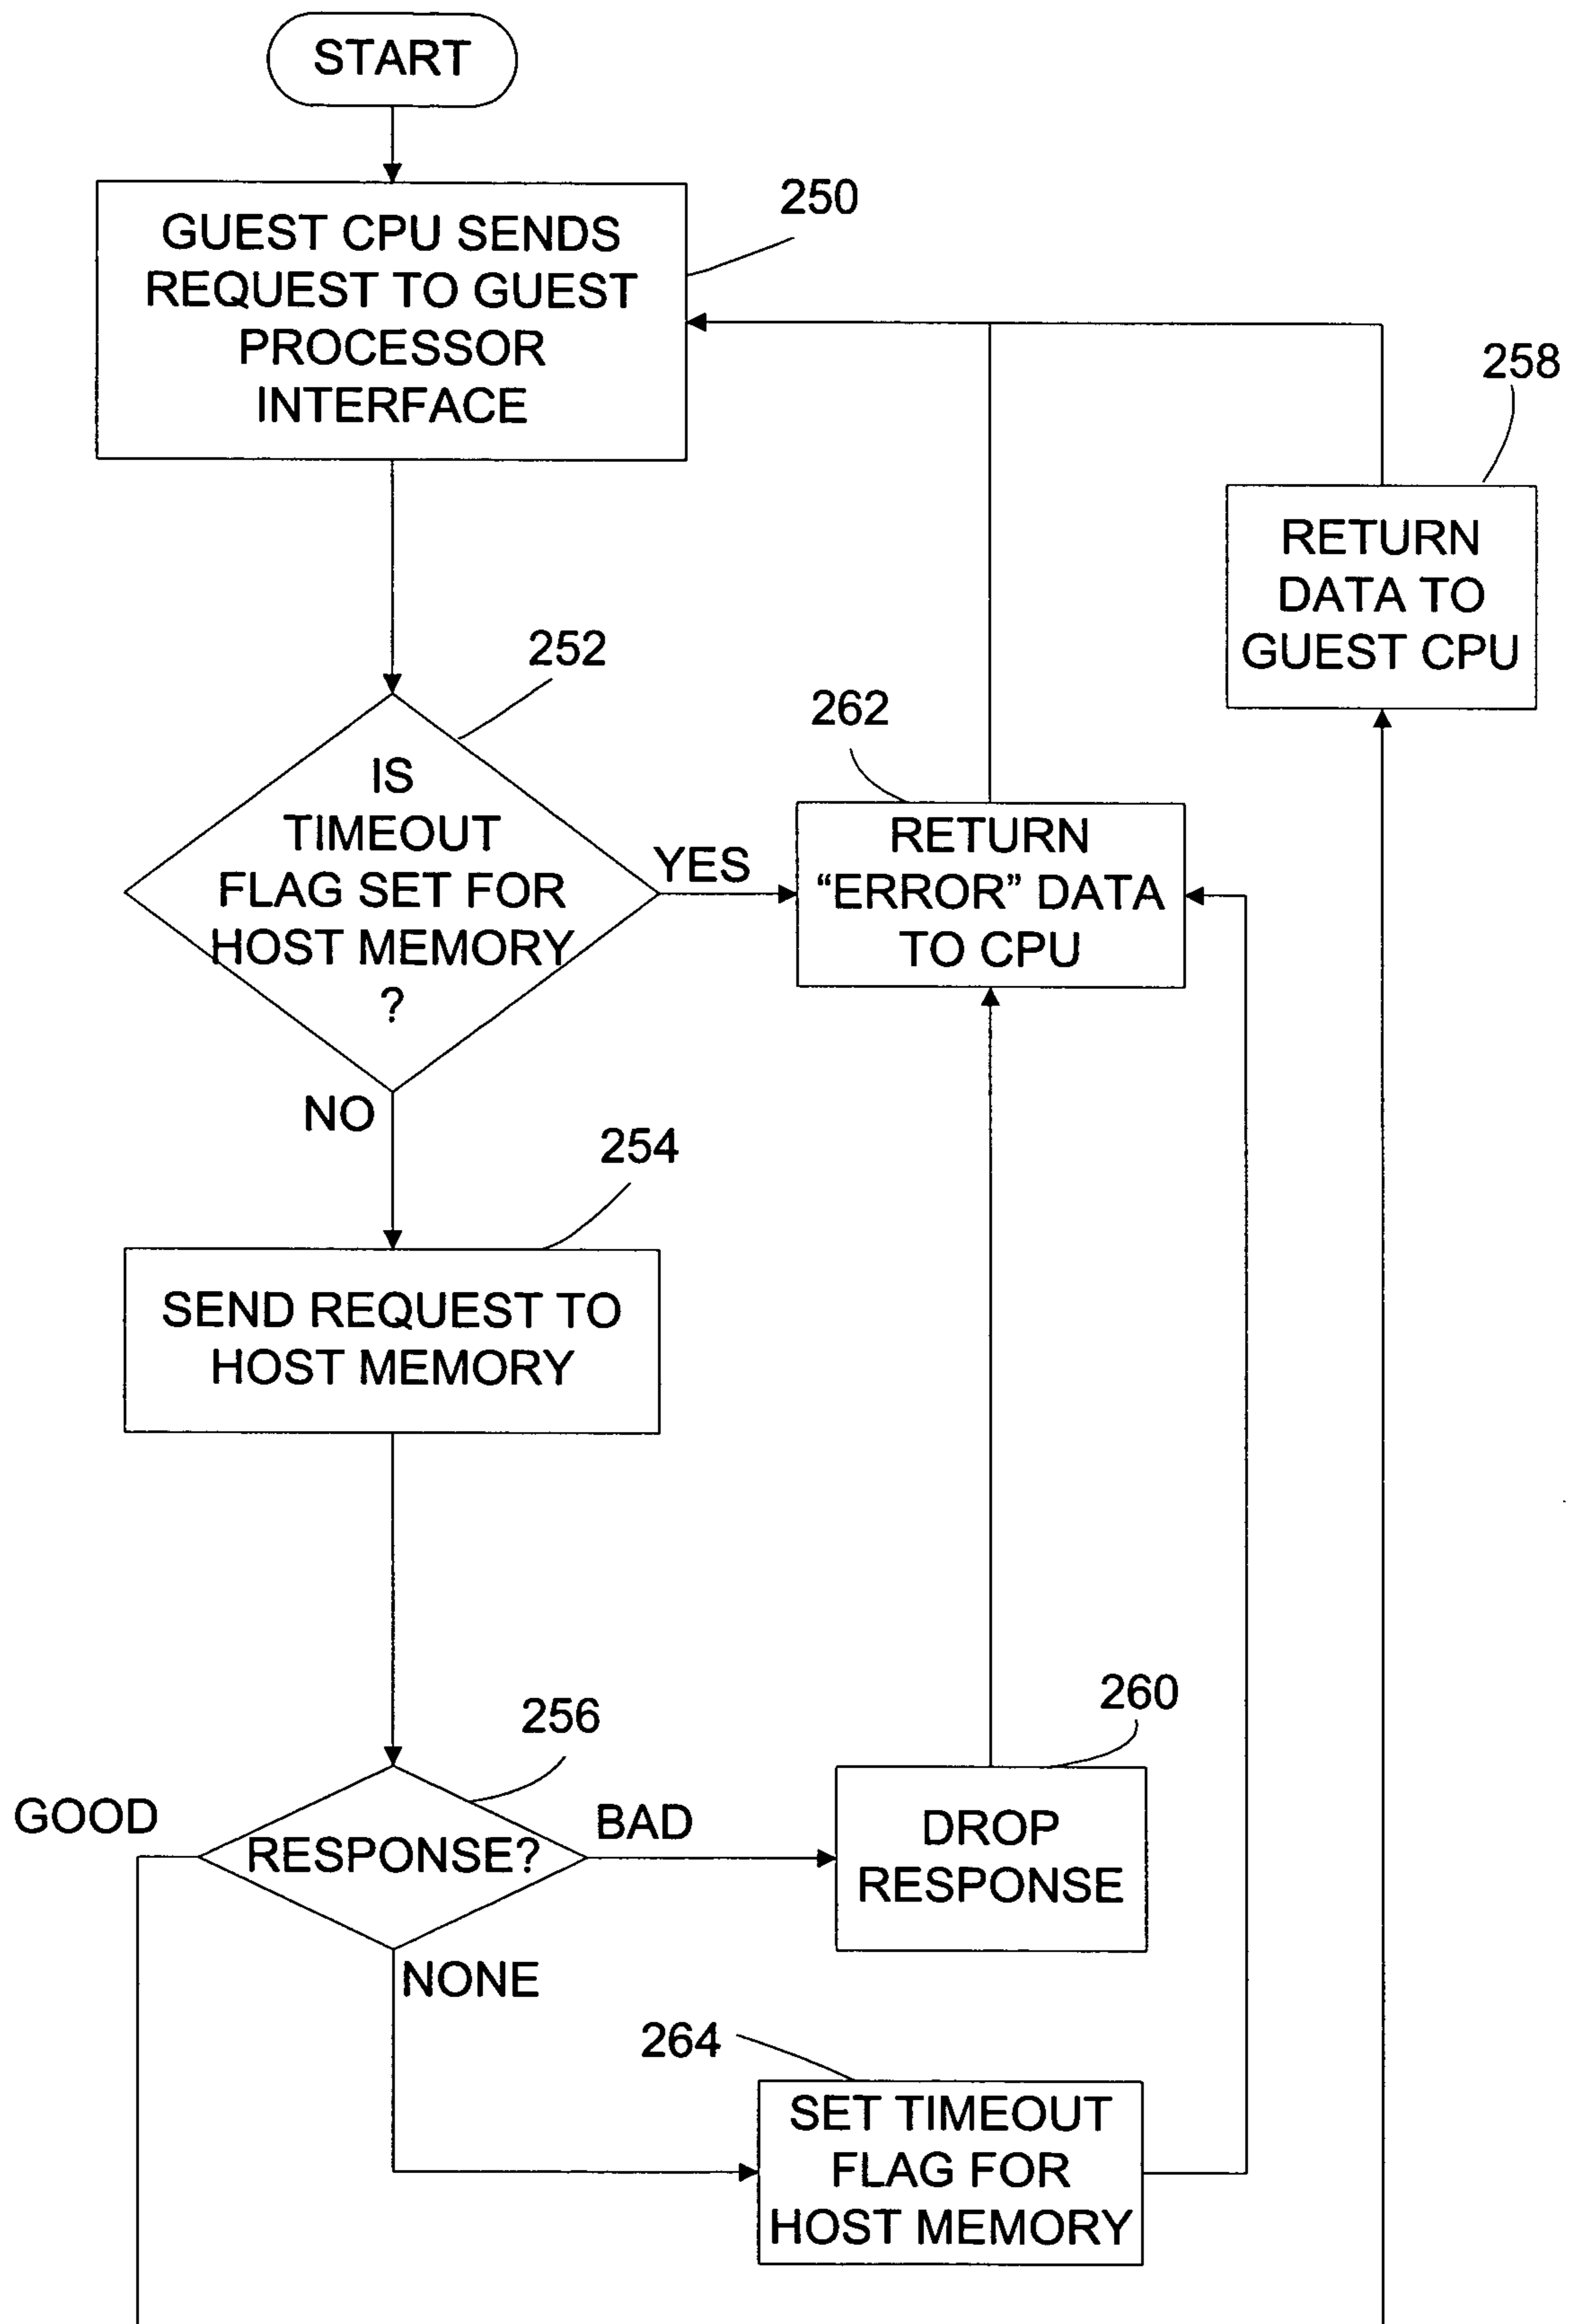 START
250
GUEST CPU SENDS
REQUEST TO GUEST
PROCESSOR
INTERFACE
258
RETURN
DATA TO
GUEST CPU
252
IS
TIMEOUT
FLAG SET FOR
HOST MEMORY
?
YES
262
RETURN
“ERROR” DATA
TO CPU
NO
254
SEND REQUEST TO
HOST MEMORY
256
GOOD
RESPONSE?
BAD
260
DROP
RESPONSE
NONE
264
SET TIMEOUT
FLAG FOR
HOST MEMORY